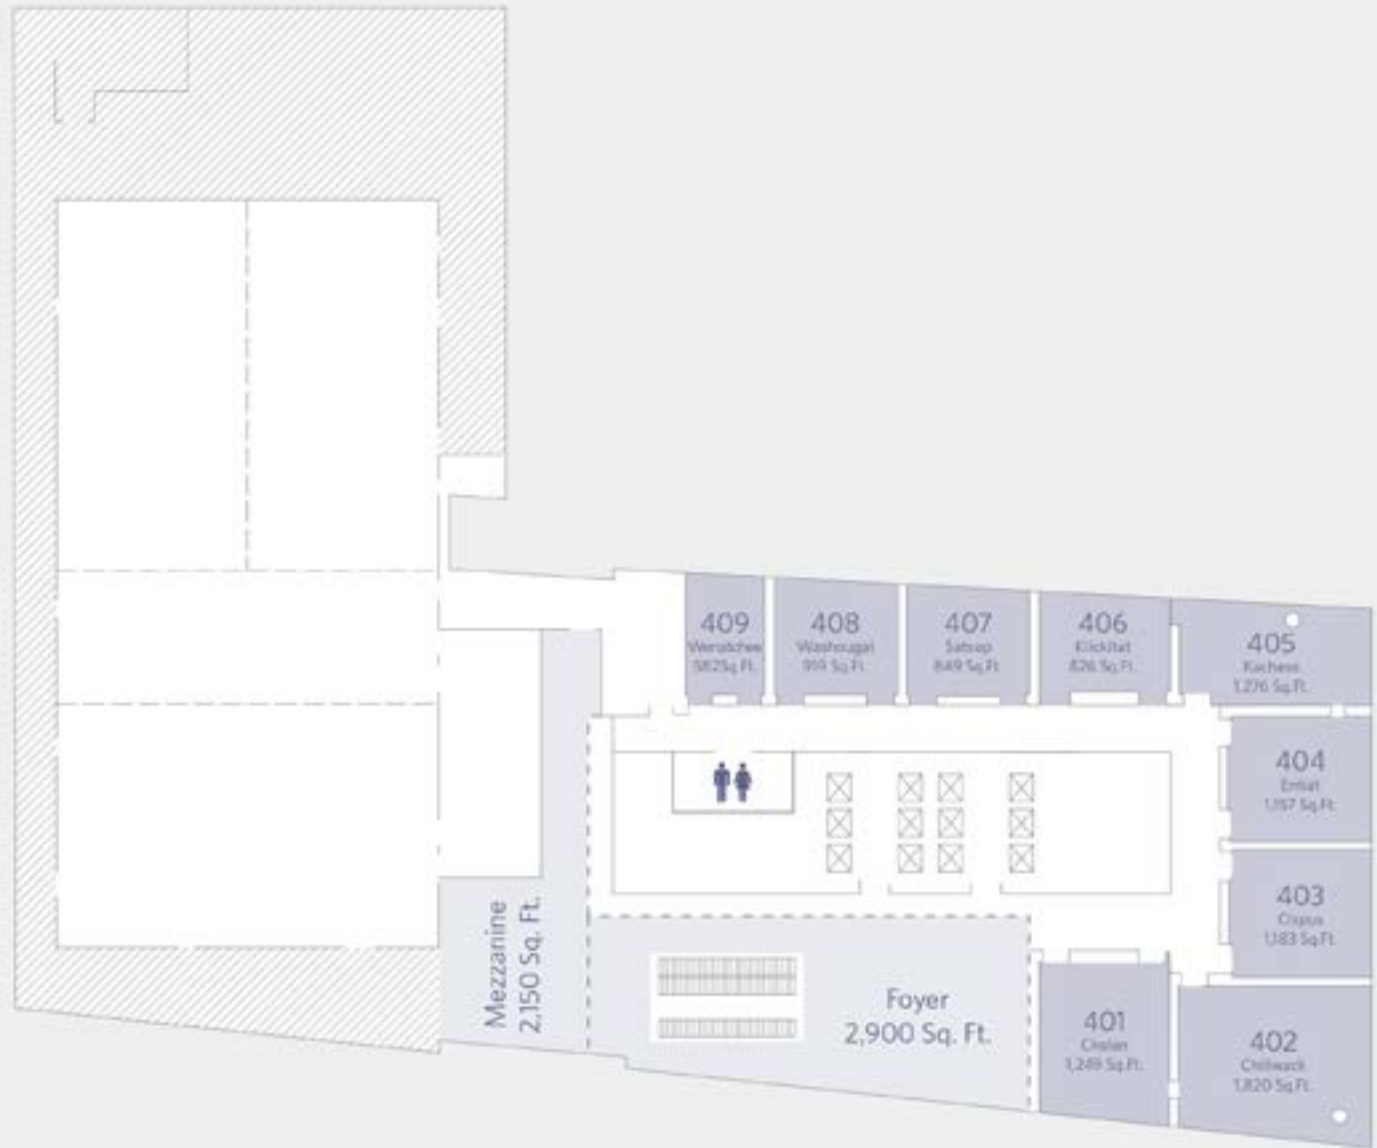 409
Wenatchee
582 Sq. Ft.
408
Washougal
919 Sq. Ft.
407
Satsop
849 Sq. Ft.
406
Klickitat
826 Sq. Ft.
405
Kachess
1,276 Sq. Ft.
404
Entiat
1,157 Sq. Ft.
403
Cispus
1,183 Sq. Ft.
402
Chiliwack
1,820 Sq. Ft.
401
Chelan
1,249 Sq. Ft.
Foyer
2,900 Sq. Ft.
Mezzanine
2,150 Sq. Ft.